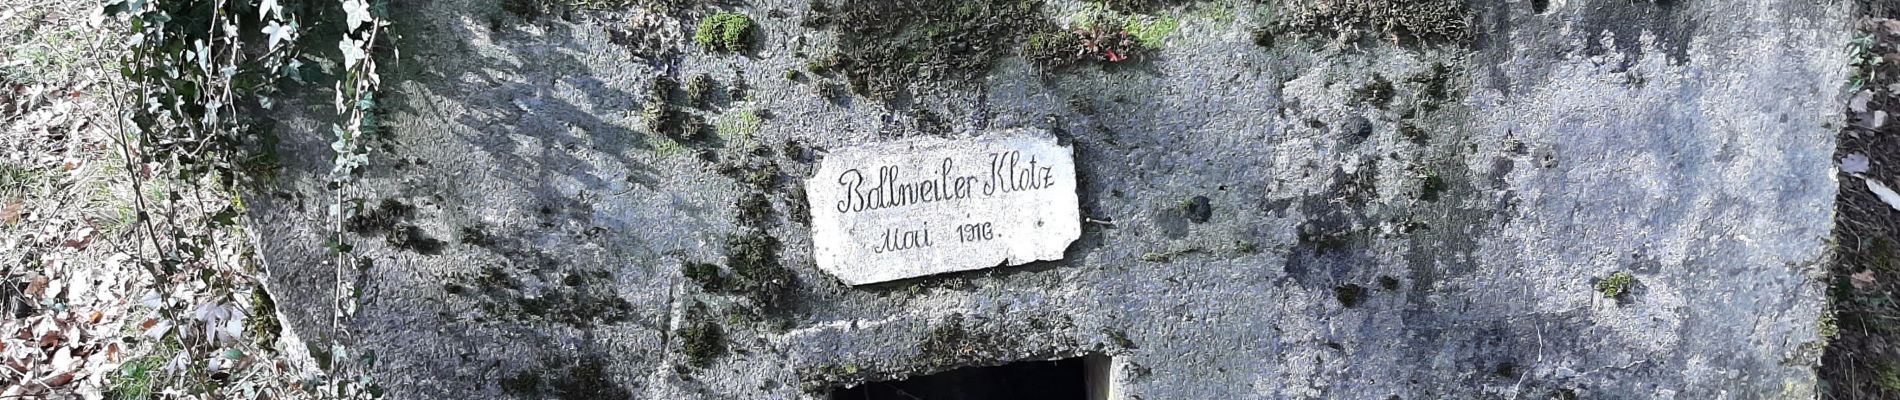 Bollweiler Klotz
Mai 1916.